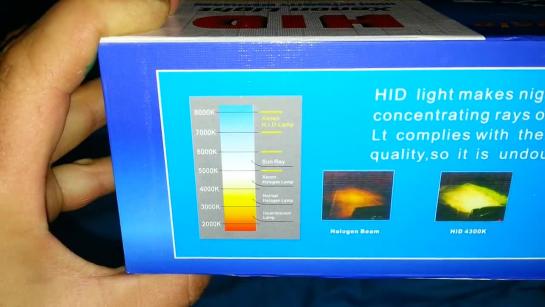 HID
Xenon Light
HID light makes nig
concentrating rays o
Lt complies with the
quality,so it is undou
8000K
7000K
6000K
5000K
4000K
3000K
2000K
Xenon
H.I.D Lamp
Sun Ray
Xenon
Halogen Lamp
Normal
Halogen Lamp
Incandescent
Lamp
Halogen Beam
HID 4300K